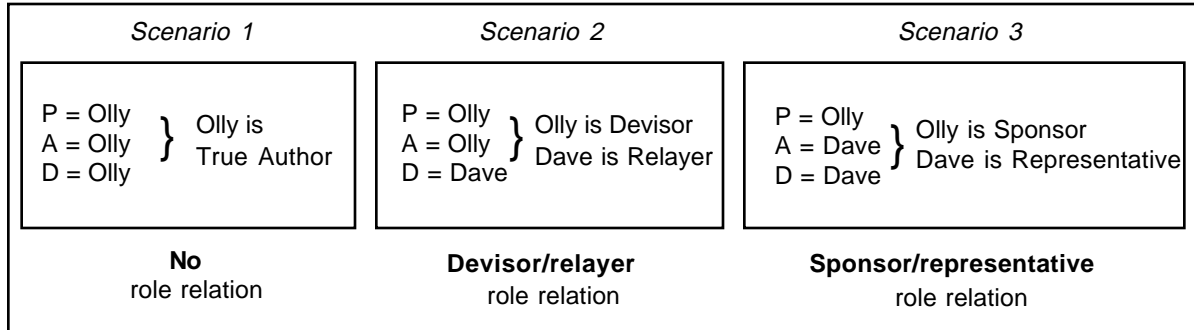 Scenario 1
P = Olly
A = Olly
D = Olly
}
Olly is
True Author
No
role relation
Scenario 2
P = Olly
A = Olly
D = Dave
}
Olly is Devisor
Dave is Relayer
Devisor/relayer
role relation
Scenario 3
P = Olly
A = Dave
D = Dave
}
Olly is Sponsor
Dave is Representative
Sponsor/representative
role relation